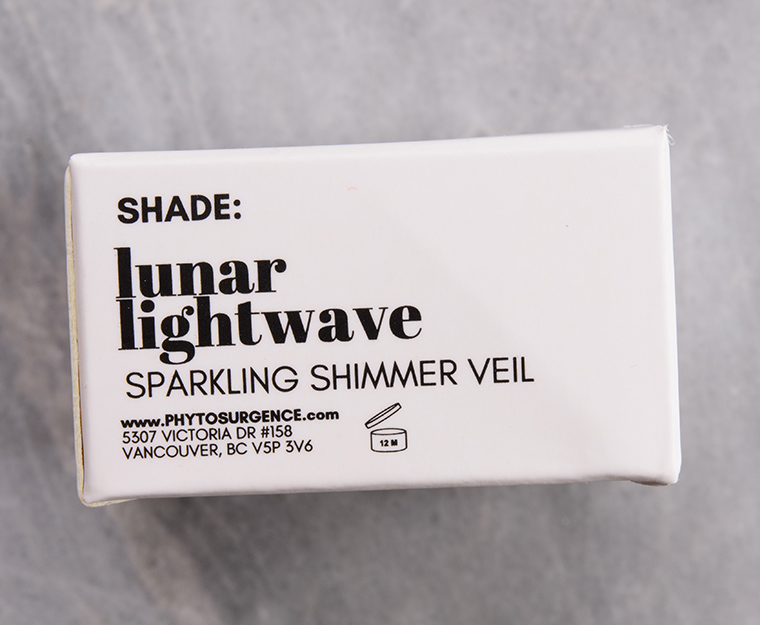 SHADE:
lunar
lightwave
SPARKLING SHIMMER VEIL
www.PHYTOSURGENCE.com
5307 VICTORIA DR #158
VANCOUVER, BC V5P 3V6
12 M